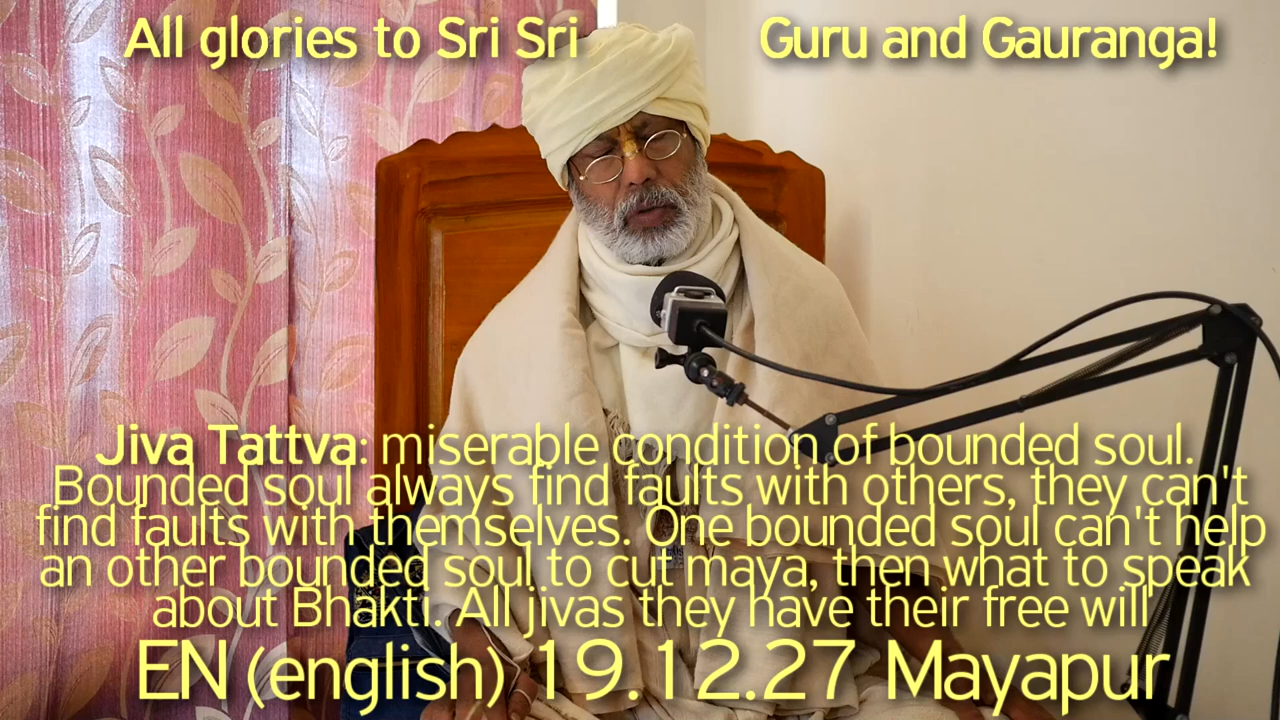 All glories to Sri Sri Guru and Gauranga!
Jiva Tattva: miserable condition of bounded soul.
Bounded soul always find faults with others, they can't
find faults with themselves. One bounded soul can't help
an other bounded soul to cut maya, then what to speak
about Bhakti. All jivas they have their free will
EN (english) 19.12.27 Mayapur